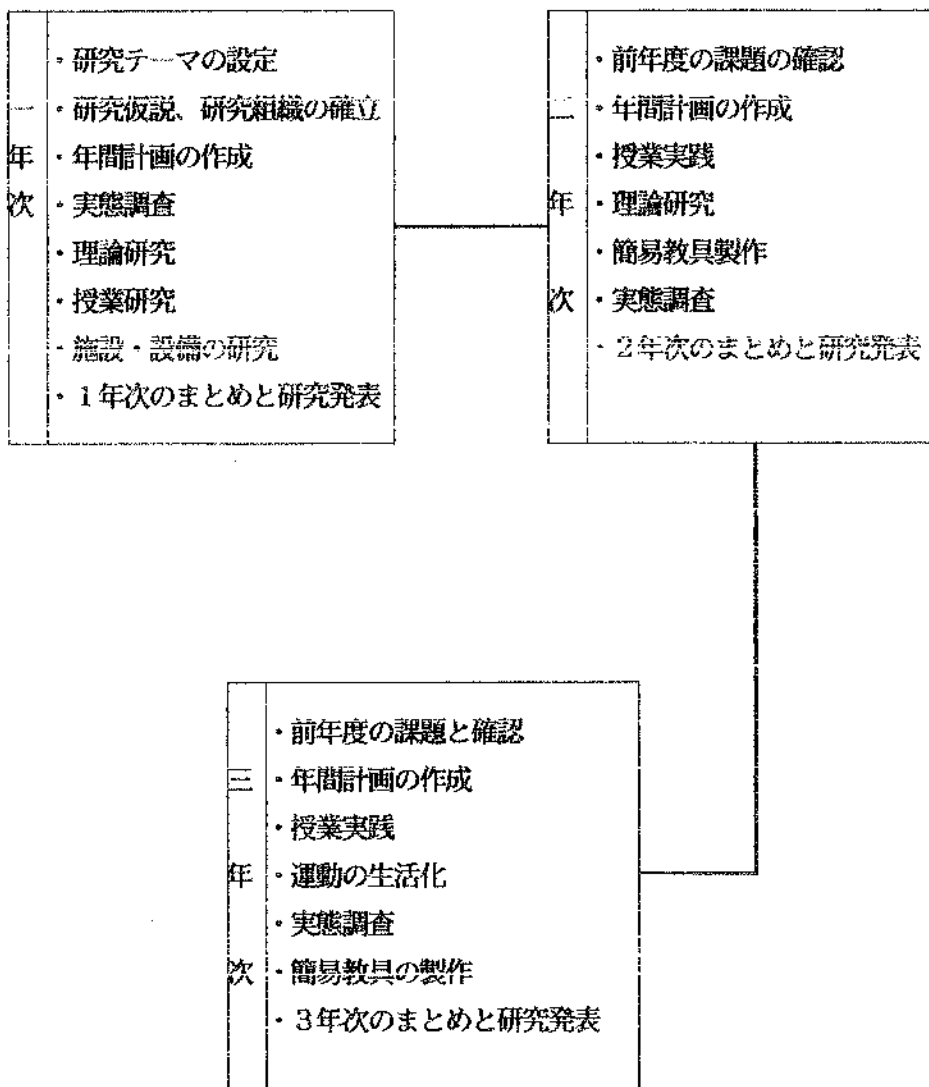 一年次
・研究テーマの設定
・研究仮説、研究組織の確立
・年間計画の作成
・実態調査
・理論研究
・授業研究
・施設・設備の研究
・1年次のまとめと研究発表
二年次
・前年度の課題の確認
・年間計画の作成
・授業実践
・理論研究
・簡易教具製作
・実態調査
・2年次のまとめと研究発表
三年次
・前年度の課題と確認
・年間計画の作成
・授業実践
・運動の生活化
・実態調査
・簡易教具の製作
・3年次のまとめと研究発表